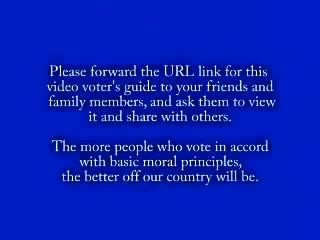 Please forward the URL link for this
video voter's guide to your friends and
family members, and ask them to view
it and share with others.
The more people who vote in accord
with basic moral principles,
the better off our country will be.